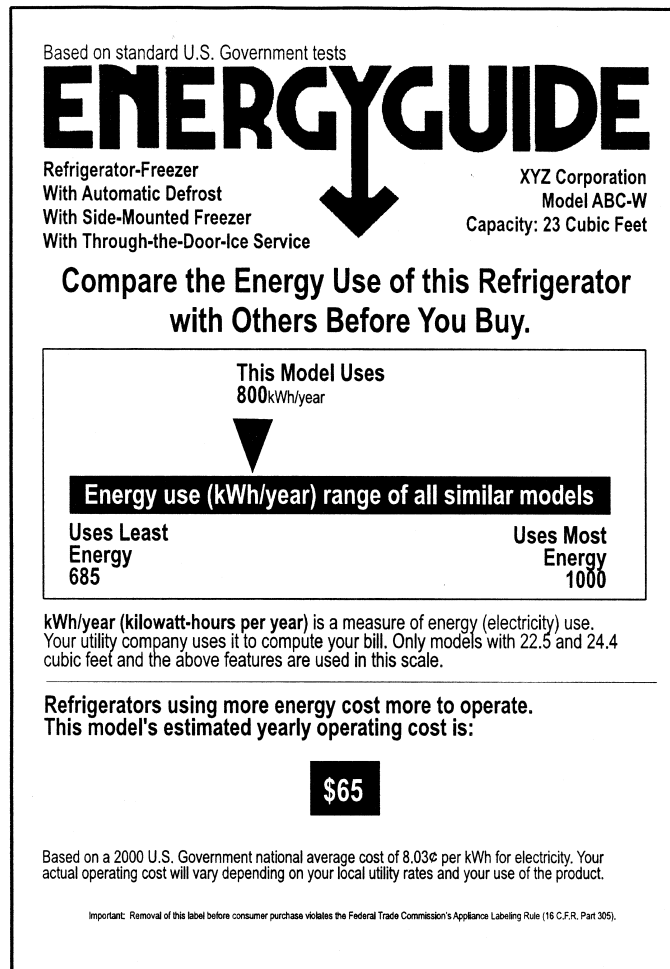 Based on standard U.S. Government tests
ENERGYGUIDE
Refrigerator-Freezer
With Automatic Defrost
With Side-Mounted Freezer
With Through-the-Door-Ice Service
XYZ Corporation
Model ABC-W
Capacity: 23 Cubic Feet
Compare the Energy Use of this Refrigerator
with Others Before You Buy.
This Model Uses
800kWh/year
Energy use (kWh/year) range of all similar models
Uses Least
Energy
685
Uses Most
Energy
1000
kWh/year (kilowatt-hours per year) is a measure of energy (electricity) use.
Your utility company uses it to compute your bill. Only models with 22.5 and 24.4
cubic feet and the above features are used in this scale.
Refrigerators using more energy cost more to operate.
This model's estimated yearly operating cost is:
$65
Based on a 2000 U.S. Government national average cost of 8.03¢ per kWh for electricity. Your
actual operating cost will vary depending on your local utility rates and your use of the product.
Important: Removal of this label before consumer purchase violates the Federal Trade Commission's Appliance Labeling Rule (16 C.F.R. Part 305).